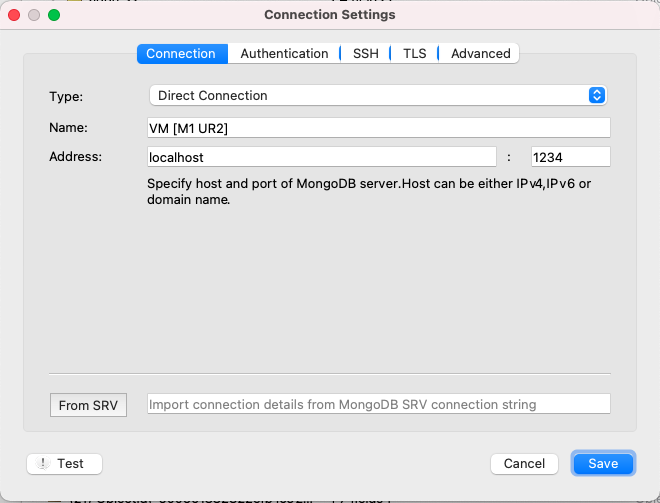 Connection Settings
Connection Authentication SSH TLS Advanced
Type: Direct Connection
Name: VM [M1 UR2]
Address: localhost : 1234
Specify host and port of MongoDB server.Host can be either IPv4,IPv6 or
domain name.
From SRV Import connection details from MongoDB SRV connection string
! Test Cancel Save